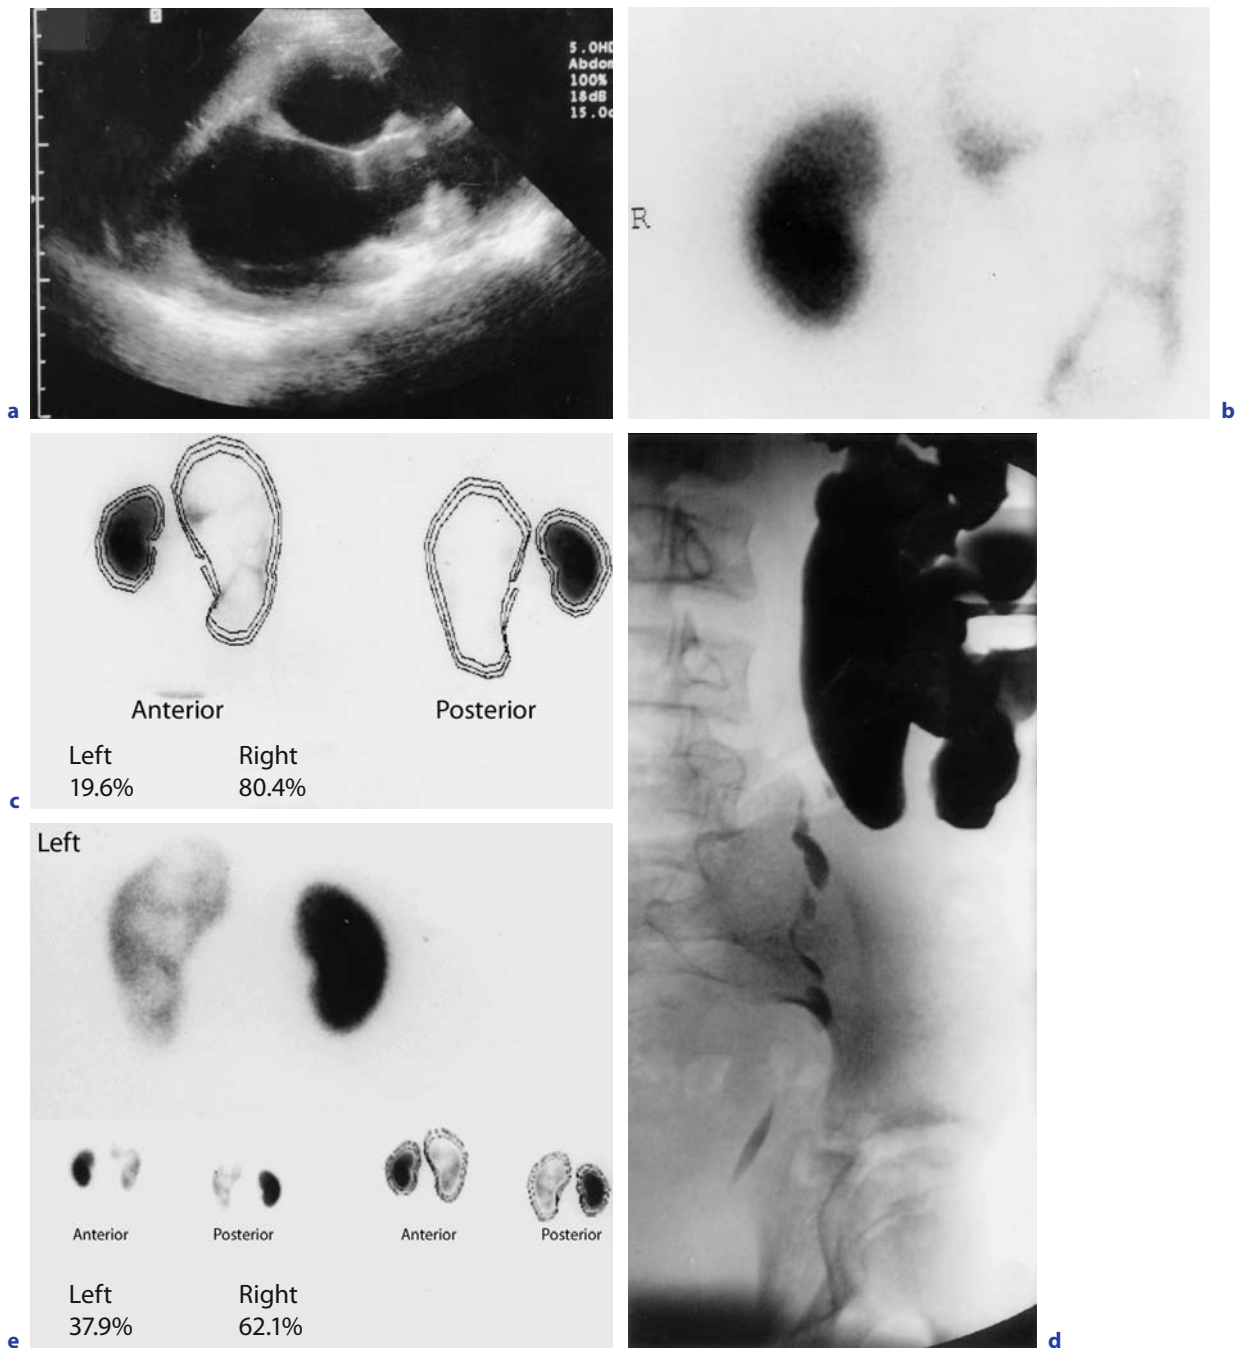 5.0HD
Abdom
100%
18dB
15.0c
a
R
b
Anterior
Posterior
Left
Right
19.6%
80.4%
c
d
Left
Anterior
Posterior
Anterior
Posterior
Left
Right
37.9%
62.1%
e